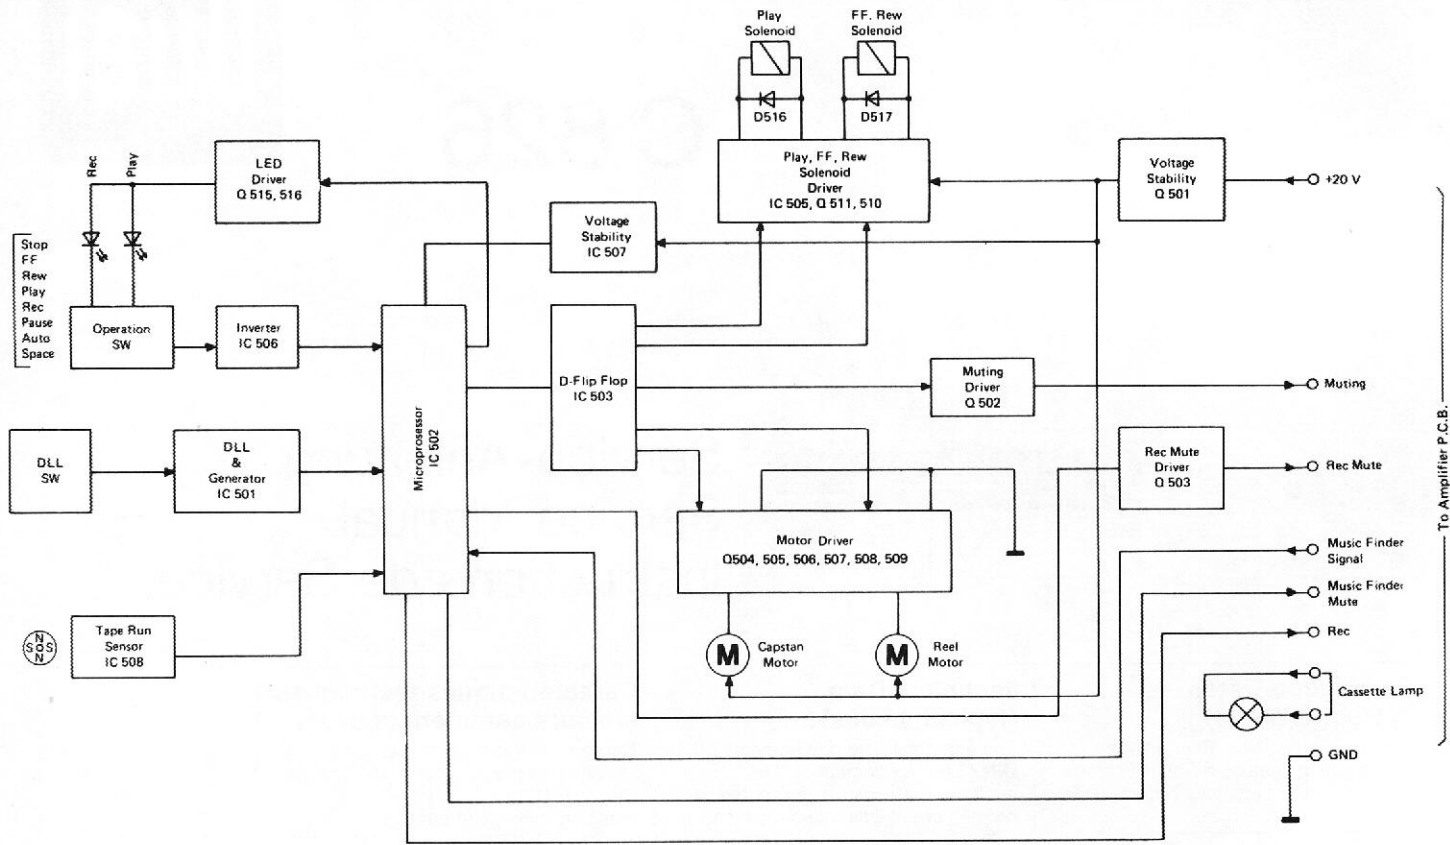 Play
Solenoid
FF. Rew
Solenoid
D516
D517
Play, FF, Rew
Solenoid
Driver
IC 505, Q 511, 510
Voltage
Stability
Q 501
+20 V
Rec
Play
LED
Driver
Q 515, 516
Voltage
Stability
IC 507
Stop
FF
Rew
Play
Rec
Pause
Auto
Space
Operation
SW
Inverter
IC 506
Microprosessor
IC 502
D-Flip Flop
IC 503
Muting
Driver
Q 502
Muting
DLL
SW
DLL
&
Generator
IC 501
Rec Mute
Driver
Q 503
Rec Mute
Motor Driver
Q504, 505, 506, 507, 508, 509
Music Finder
Signal
Music Finder
Mute
Rec
N
S O S
N
Tape Run
Sensor
IC 508
M
Capstan
Motor
M
Reel
Motor
Cassette Lamp
GND
To Amplifier P.C.B.